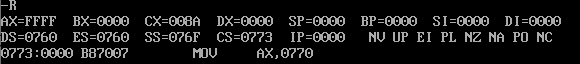 -R
AX=FFFF BX=0000 CX=008A DX=0000 SP=0000 BP=0000 SI=0000 DI=0000
DS=0760 ES=0760 SS=076F CS=0773 IP=0000 NV UP EI PL NZ NA PO NC
0773:0000 B87007 MOV AX,0770